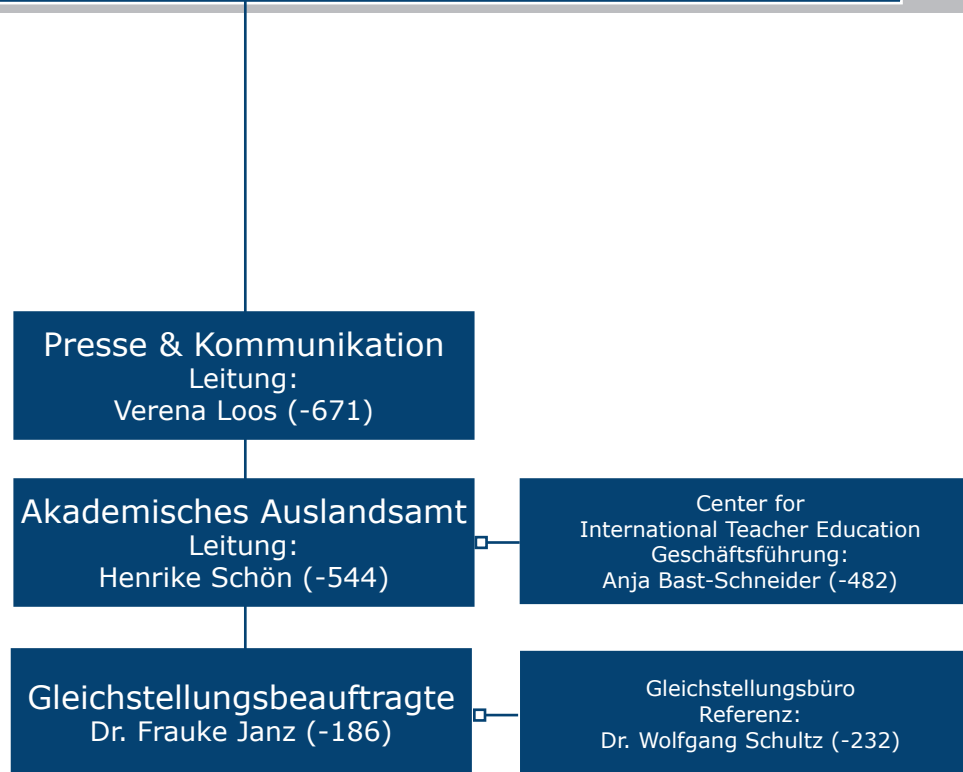 Presse & Kommunikation
Leitung:
Verena Loos (-671)
Akademisches Auslandsamt
Leitung:
Henrike Schön (-544)
Center for
International Teacher Education
Geschäftsführung:
Anja Bast-Schneider (-482)
Gleichstellungsbeauftragte
Dr. Frauke Janz (-186)
Gleichstellungsbüro
Referenz:
Dr. Wolfgang Schultz (-232)